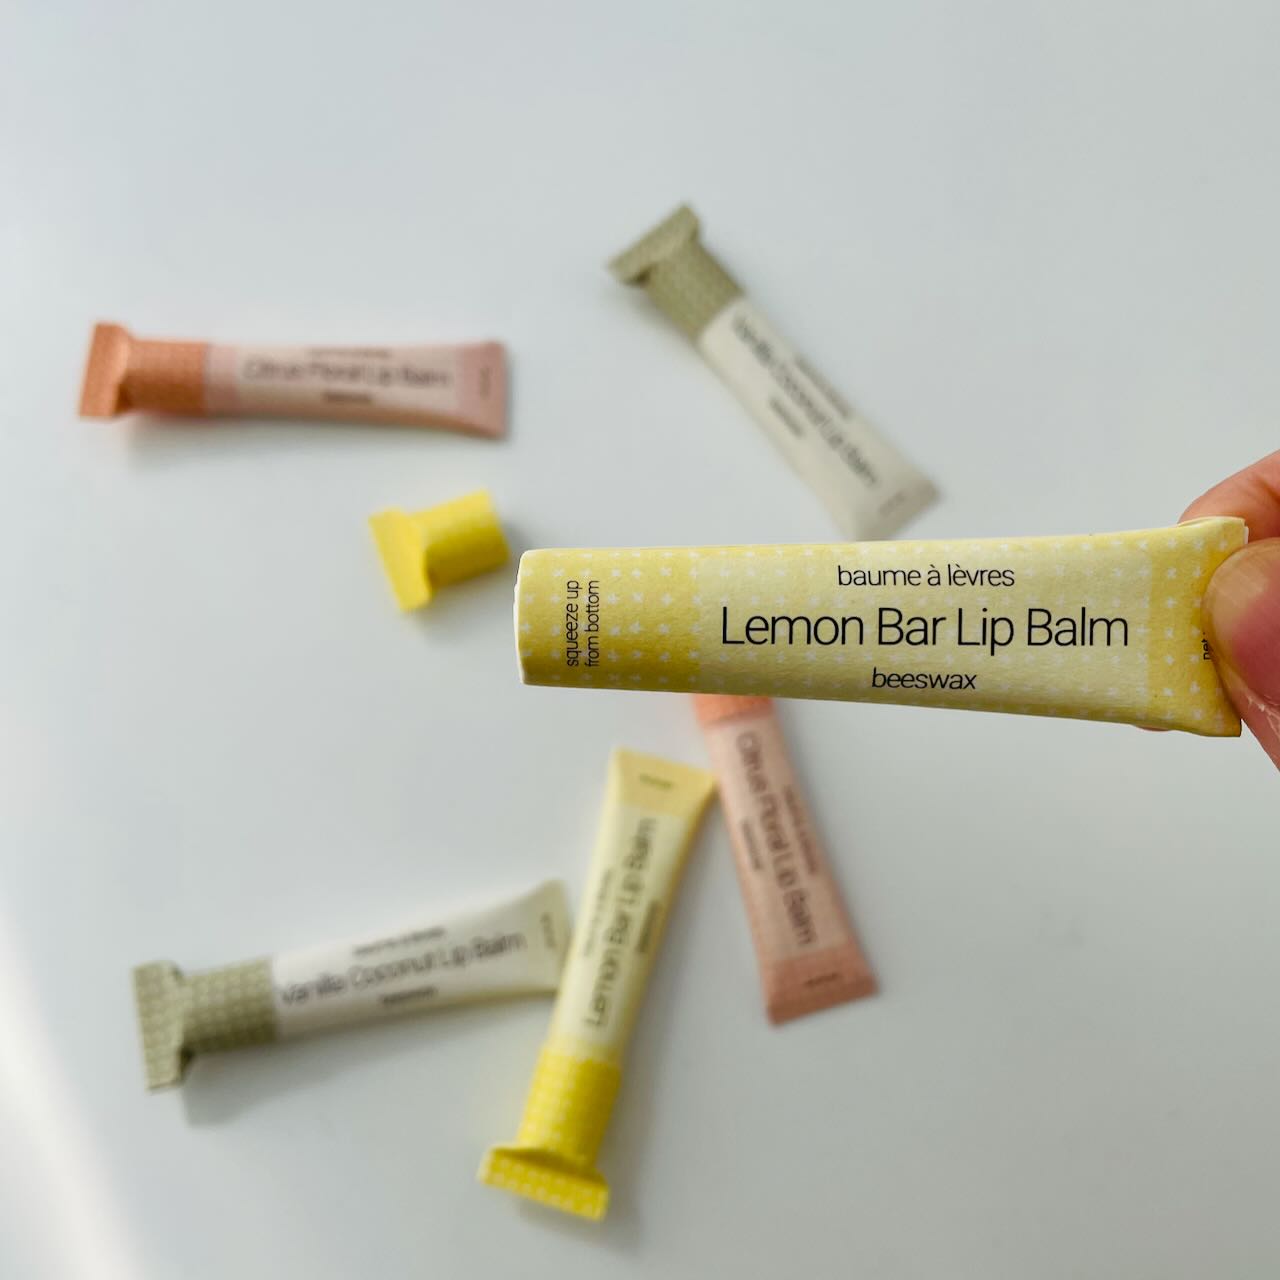 Citrus Floral Lip Balm
Vanilla Coconut Lip Balm
squeeze up
from bottom
baume à lèvres
Lemon Bar Lip Balm
beeswax
Citrus Floral Lip Balm
Lemon Bar Lip Balm
Vanilla Coconut Lip Balm